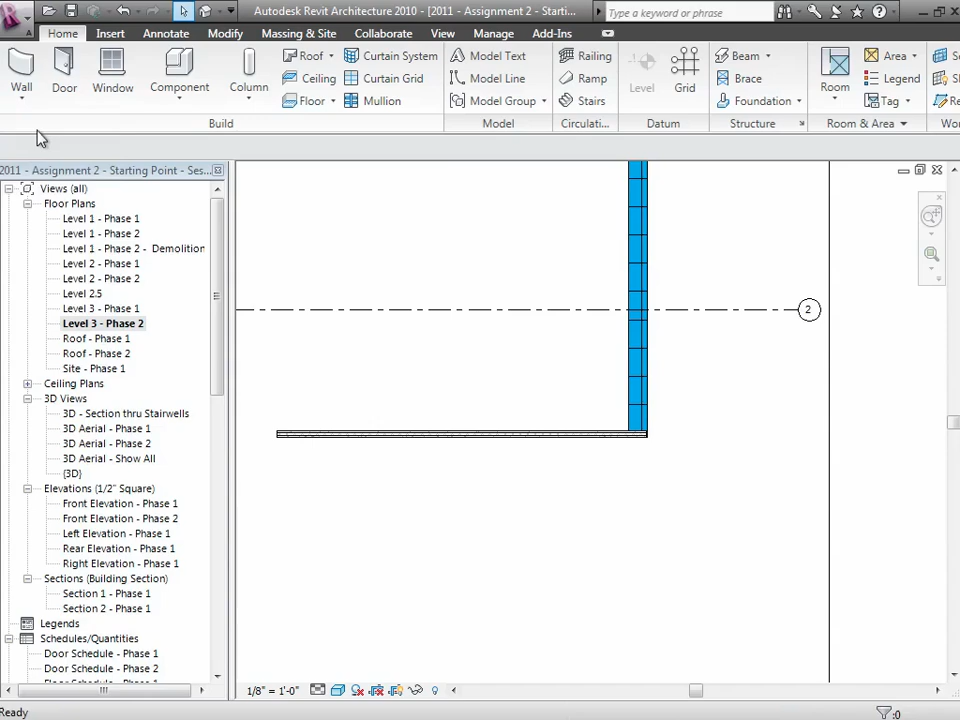 Autodesk Revit Architecture 2010 - [2011 - Assignment 2 - Starti...
Type a keyword or phrase
Home Insert Annotate Modify Massing & Site Collaborate View Manage Add-Ins
Wall Door Window Component Column
Roof Curtain System
Ceiling Curtain Grid
Floor Mullion
Build
Model Text
Model Line
Model Group
Model
Railing
Ramp
Stairs
Circulati...
Level Grid
Datum
Beam
Brace
Foundation
Structure
Room
Area
Legend
Tag
Room & Area
2011 - Assignment 2 - Starting Point - Ses...
Views (all)
Floor Plans
Level 1 - Phase 1
Level 1 - Phase 2
Level 1 - Phase 2 - Demolition
Level 2 - Phase 1
Level 2 - Phase 2
Level 2.5
Level 3 - Phase 1
Level 3 - Phase 2
Roof - Phase 1
Roof - Phase 2
Site - Phase 1
Ceiling Plans
3D Views
3D - Section thru Stairwells
3D Aerial - Phase 1
3D Aerial - Phase 2
3D Aerial - Show All
{3D}
Elevations (1/2" Square)
Front Elevation - Phase 1
Front Elevation - Phase 2
Left Elevation - Phase 1
Rear Elevation - Phase 1
Right Elevation - Phase 1
Sections (Building Section)
Section 1 - Phase 1
Section 2 - Phase 1
Legends
Schedules/Quantities
Door Schedule - Phase 1
Door Schedule - Phase 2
2
1/8" = 1'-0"
Ready
:0